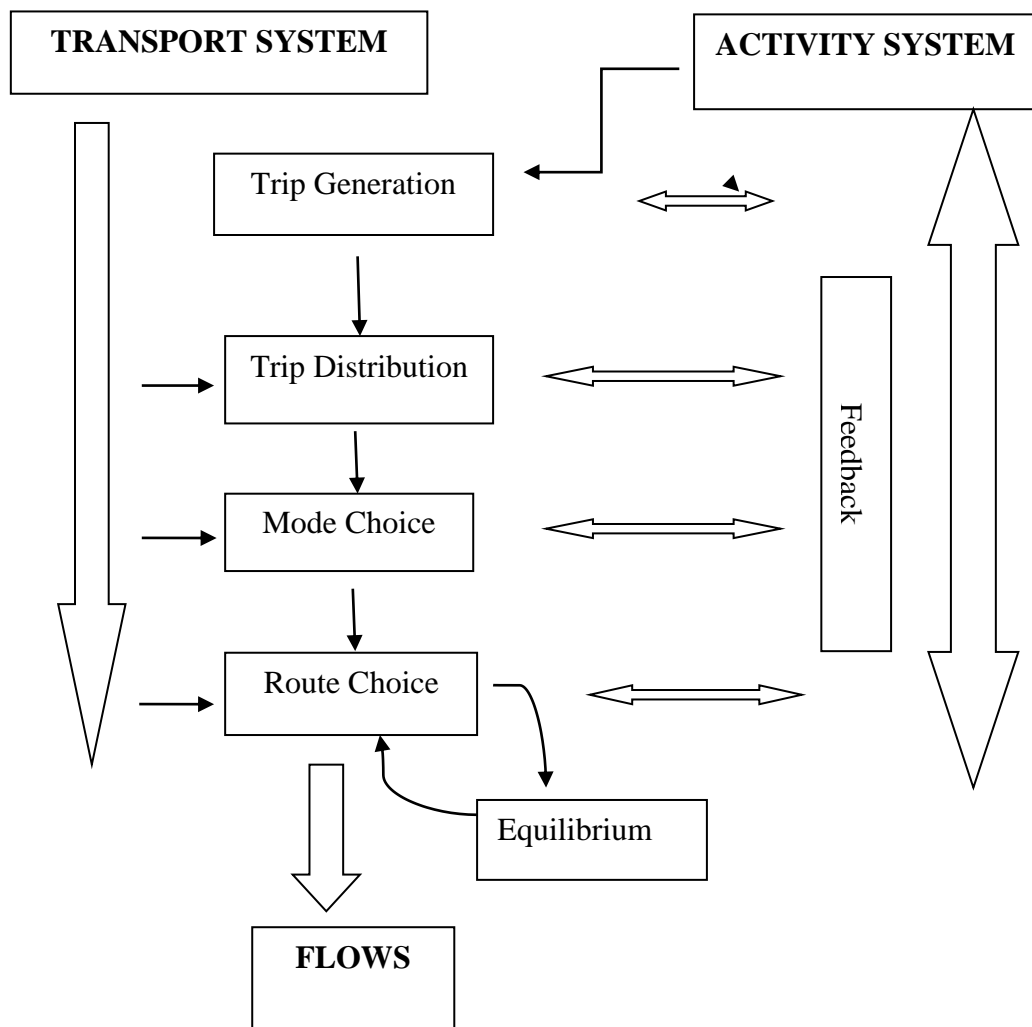 TRANSPORT SYSTEM
ACTIVITY SYSTEM
Trip Generation
Trip Distribution
Mode Choice
Route Choice
Feedback
Equilibrium
FLOWS